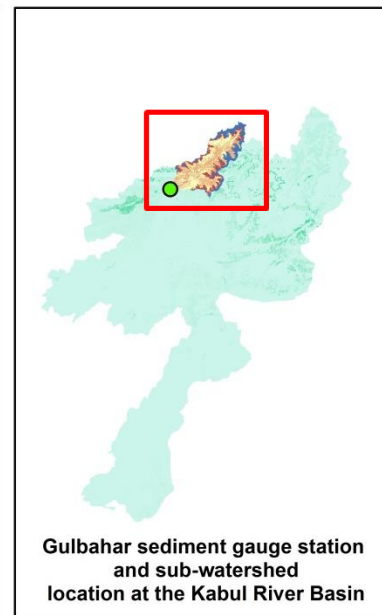 Gulbahar sediment gauge station
and sub-watershed
location at the Kabul River Basin